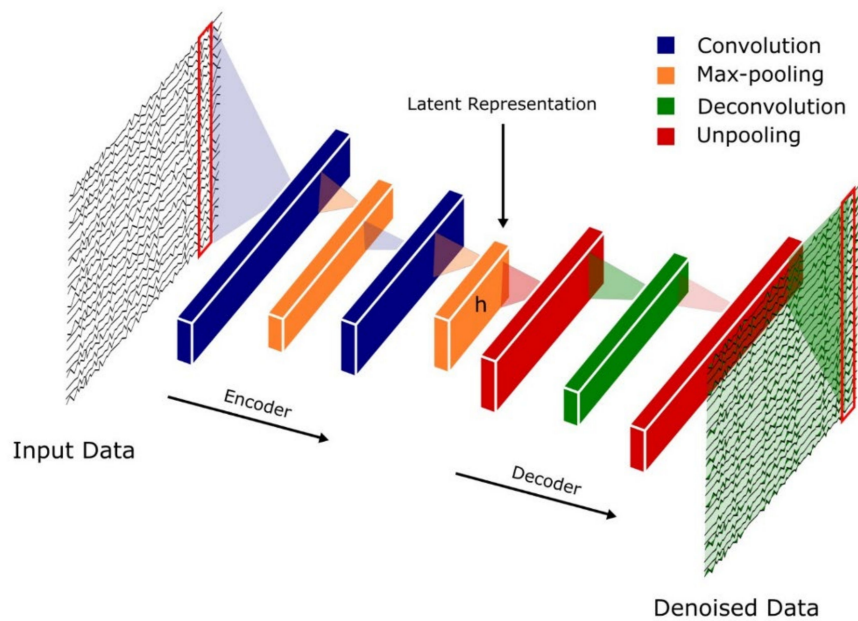 Convolution
Max-pooling
Deconvolution
Unpooling
Latent Representation
h
Encoder
Input Data
Decoder
Denoised Data